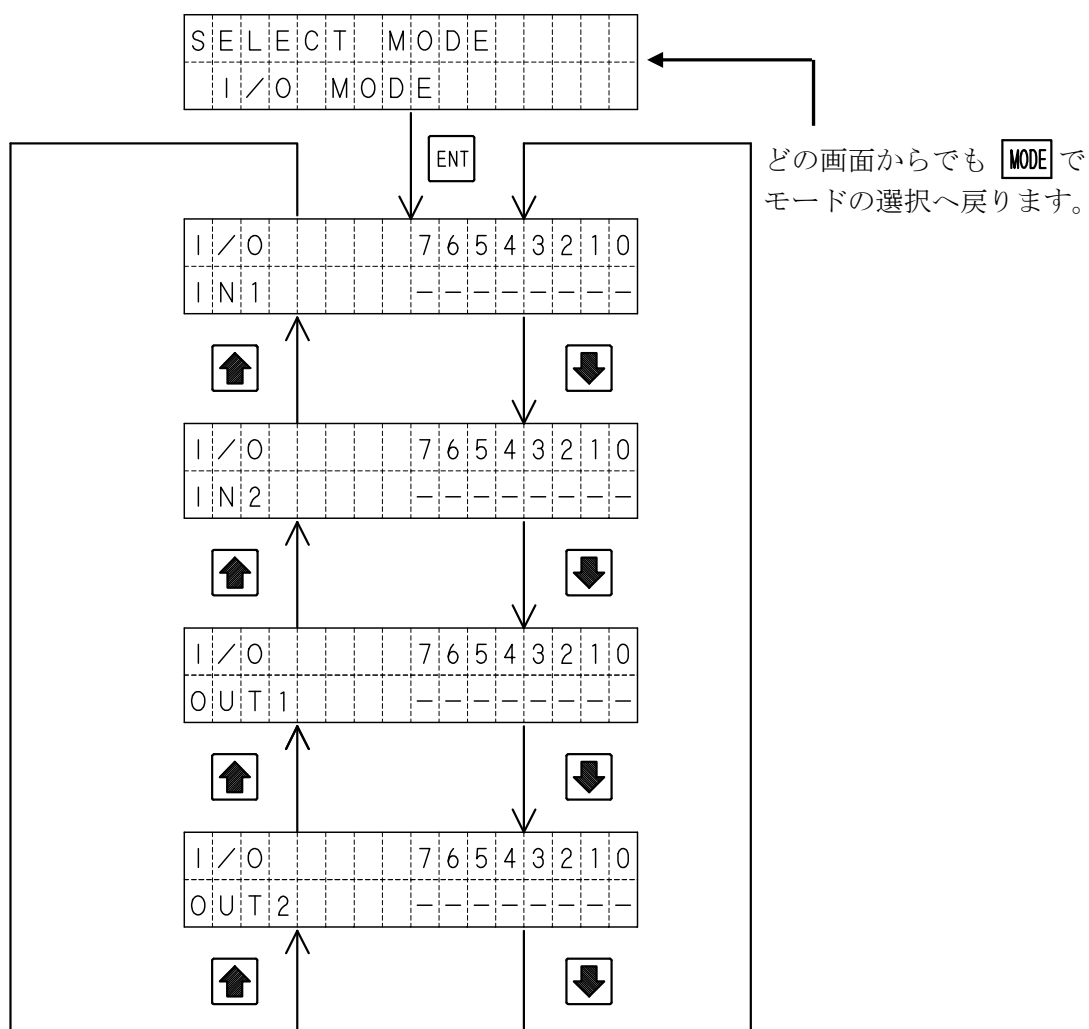 SELECT MODE
I/O MODE
ENT
どの画面からでも MODE で
モードの選択へ戻ります。
I/O 76543210
IN1 --------
I/O 76543210
IN2 --------
I/O 76543210
OUT1 --------
I/O 76543210
OUT2 --------